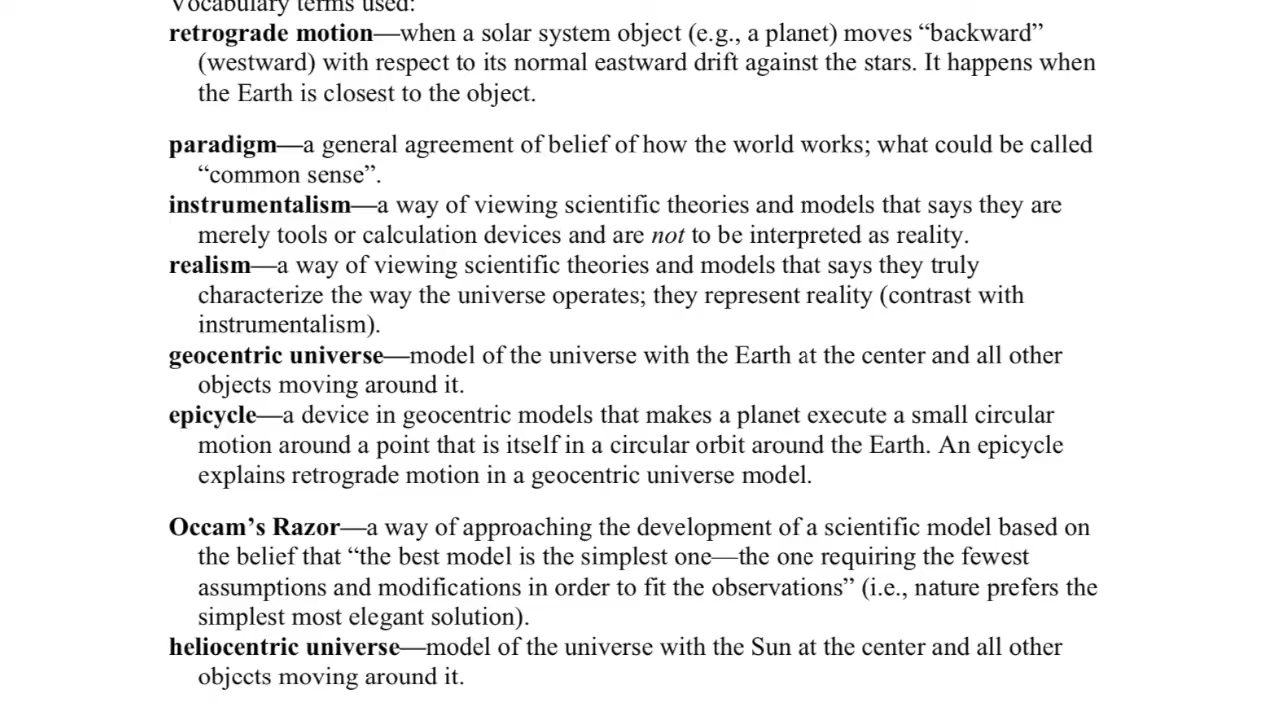 Vocabulary terms used:
retrograde motion—when a solar system object (e.g., a planet) moves “backward”
(westward) with respect to its normal eastward drift against the stars. It happens when
the Earth is closest to the object.
paradigm—a general agreement of belief of how the world works; what could be called
“common sense”.
instrumentalism—a way of viewing scientific theories and models that says they are
merely tools or calculation devices and are not to be interpreted as reality.
realism—a way of viewing scientific theories and models that says they truly
characterize the way the universe operates; they represent reality (contrast with
instrumentalism).
geocentric universe—model of the universe with the Earth at the center and all other
objects moving around it.
epicycle—a device in geocentric models that makes a planet execute a small circular
motion around a point that is itself in a circular orbit around the Earth. An epicycle
explains retrograde motion in a geocentric universe model.
Occam’s Razor—a way of approaching the development of a scientific model based on
the belief that “the best model is the simplest one—the one requiring the fewest
assumptions and modifications in order to fit the observations” (i.e., nature prefers the
simplest most elegant solution).
heliocentric universe—model of the universe with the Sun at the center and all other
objects moving around it.